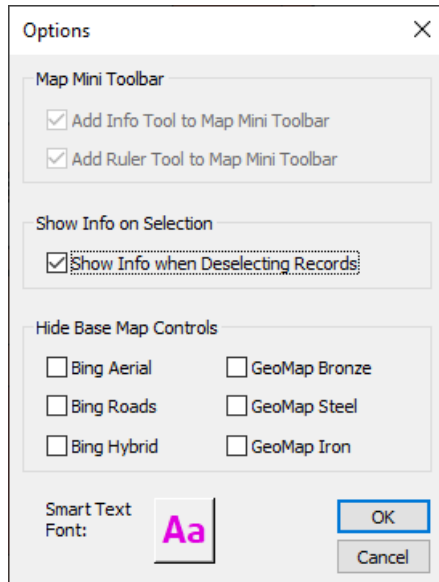 Options
Map Mini Toolbar
Add Info Tool to Map Mini Toolbar
Add Ruler Tool to Map Mini Toolbar
Show Info on Selection
Show Info when Deselecting Records
Hide Base Map Controls
Bing Aerial
GeoMap Bronze
Bing Roads
GeoMap Steel
Bing Hybrid
GeoMap Iron
Smart Text
Font:
Aa
OK
Cancel